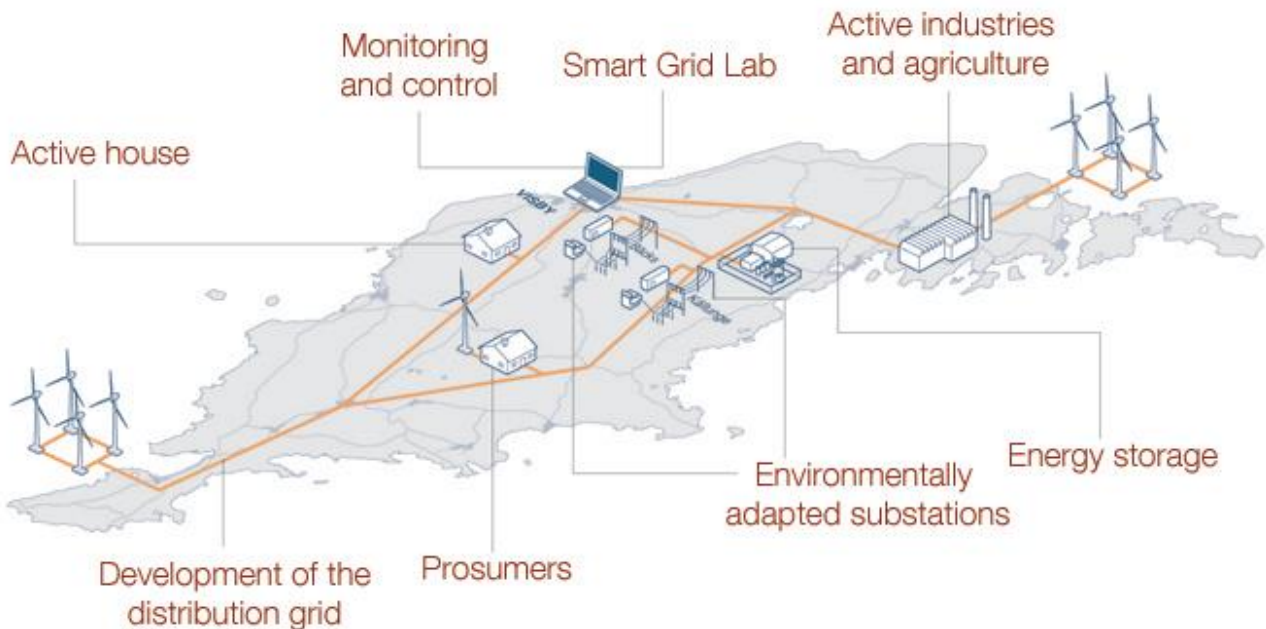 Monitoring
and control
Smart Grid Lab
Active industries
and agriculture
Active house
VISBY
Energy storage
Environmentally
adapted substations
Prosumers
Development of the
distribution grid